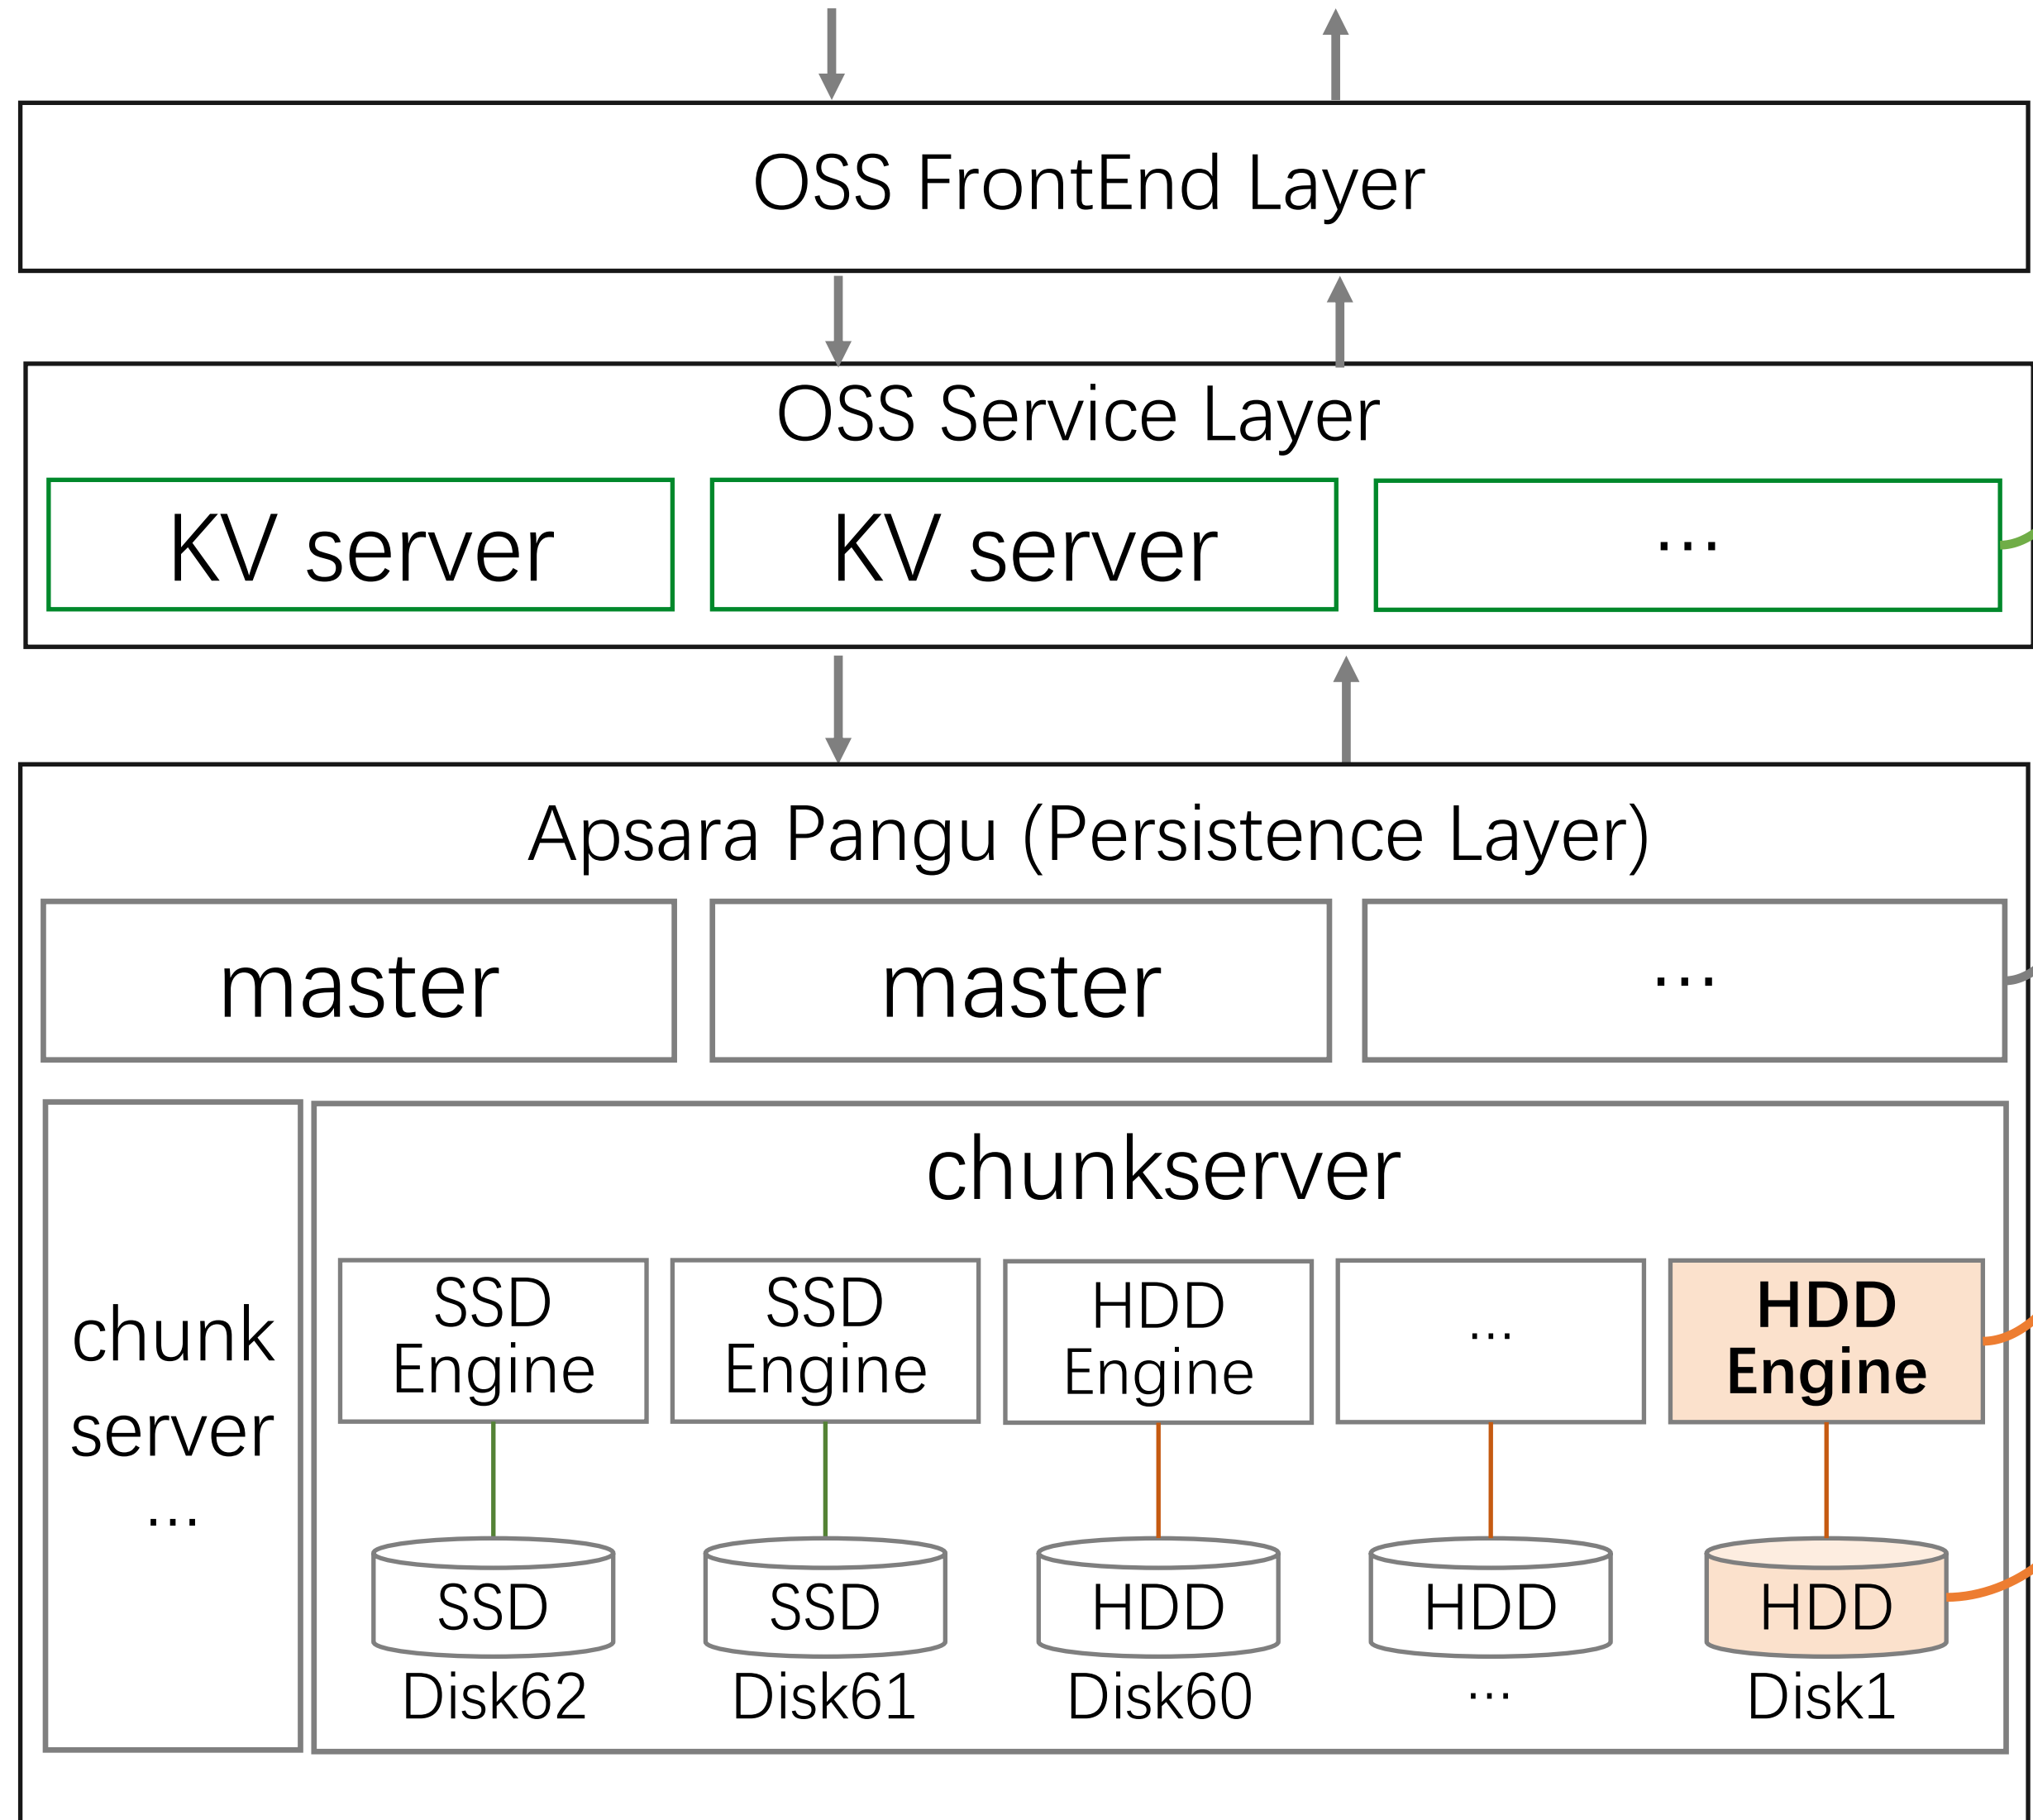 OSS FrontEnd Layer
OSS Service Layer
KV server
KV server
...
Apsara Pangu (Persistence Layer)
master
master
...
chunk
server
...
chunkserver
SSD
Engine
SSD
Engine
HDD
Engine
...
HDD
Engine
SSD
SSD
HDD
HDD
HDD
Disk62
Disk61
Disk60
...
Disk1